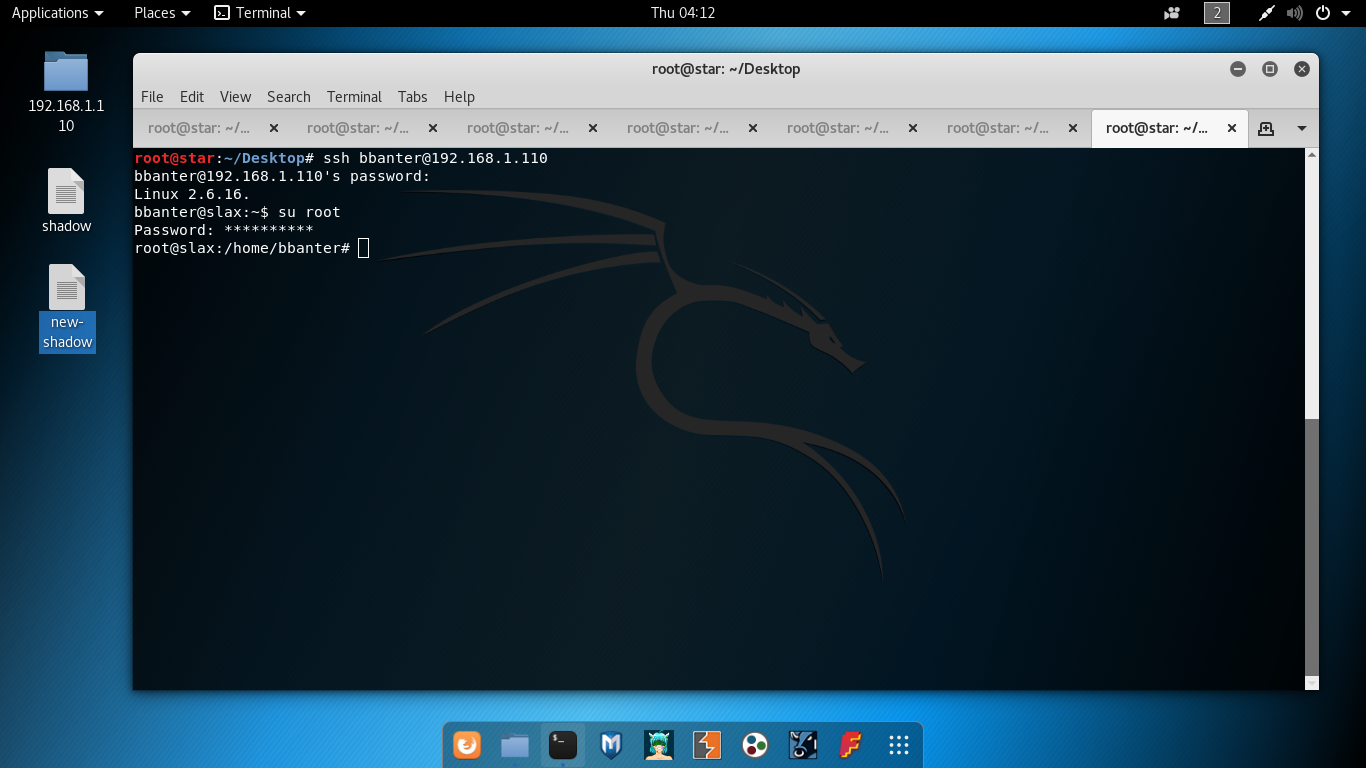 Applications Places Terminal Thu 04:12 2
192.168.1.1
10
shadow
new-
shadow
root@star: ~/Desktop
File Edit View Search Terminal Tabs Help
root@star: ~/... root@star: ~/... root@star: ~/... root@star: ~/... root@star: ~/... root@star: ~/... root@star: ~/...
root@star:~/Desktop# ssh bbanter@192.168.1.110
bbanter@192.168.1.110's password:
Linux 2.6.16.
bbanter@slax:~$ su root
Password: **********
root@slax:/home/bbanter#